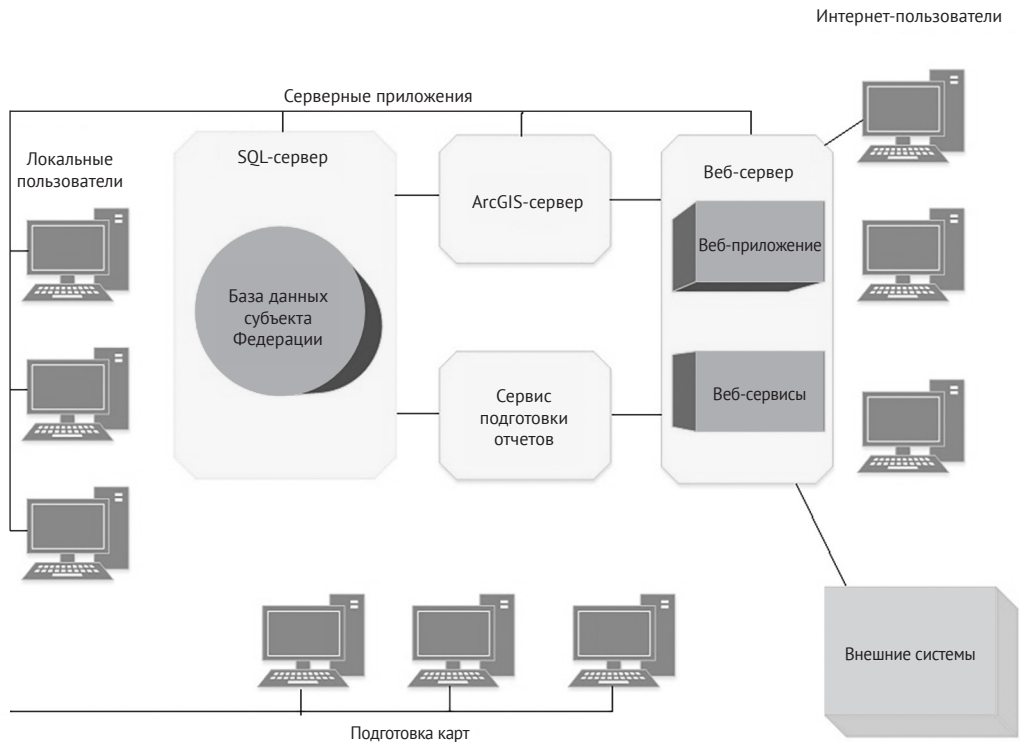 Интернет-пользователи
Серверные приложения
Локальные
пользователи
SQL-сервер
ArcGIS-сервер
Веб-сервер
Веб-приложение
База данных
субъекта
Федерации
Веб-сервисы
Сервис
подготовки
отчетов
Внешние системы
Подготовка карт